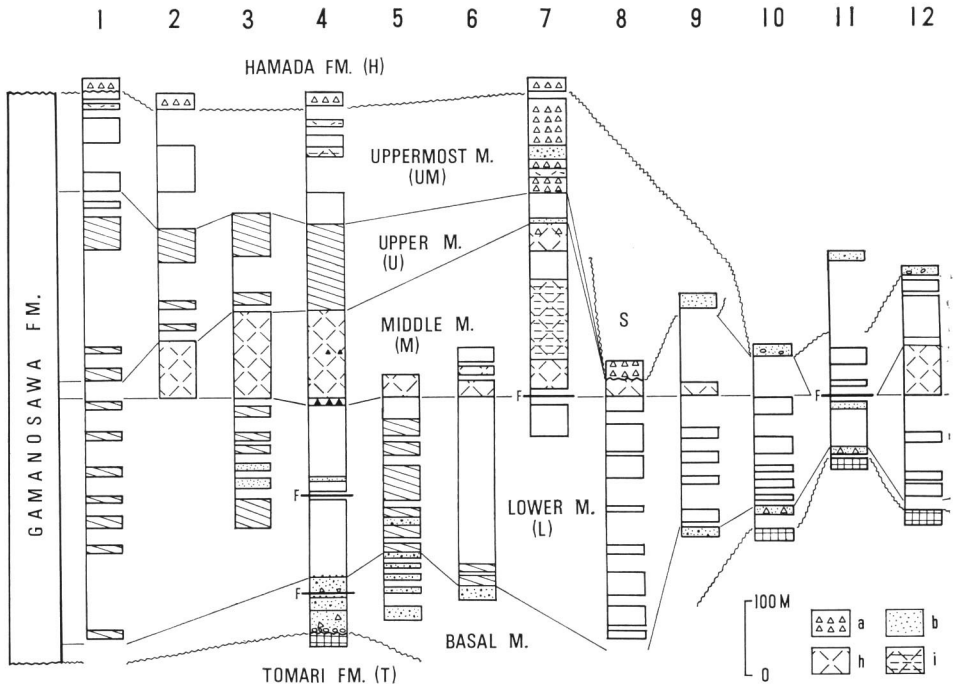 1 2 3 4 5 6 7 8 9 10 11 12
HAMADA FM. (H)
GAMANOSAWA FM.
UPPERMOST M.
(UM)
UPPER M.
(U)
MIDDLE M.
(M)
S
F
F
LOWER M.
(L)
F
F
BASAL M.
TOMARI FM. (T)
100 M
0
a b
h i